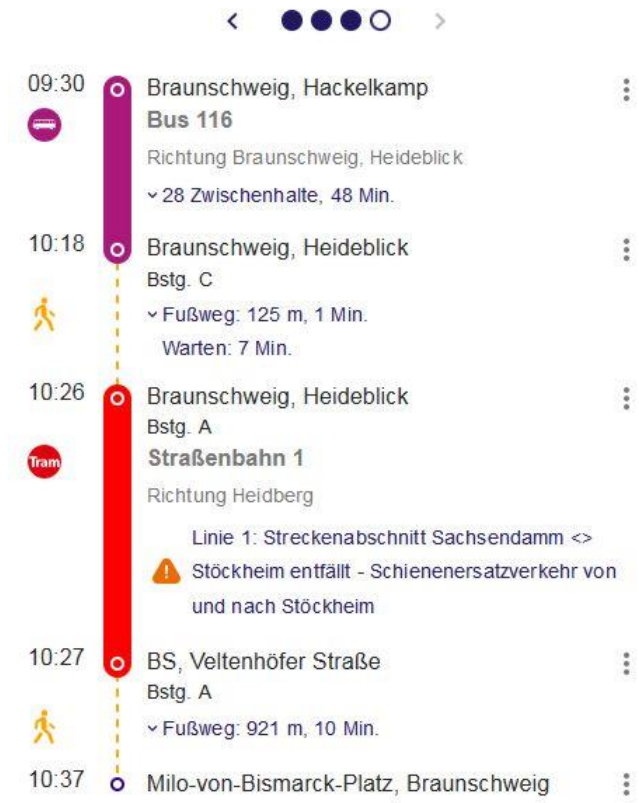 09:30 Braunschweig, Hackelkamp
Bus 116
Richtung Braunschweig, Heideblick
28 Zwischenhalte, 48 Min.
10:18 Braunschweig, Heideblick
Bstg. C
Fußweg: 125 m, 1 Min.
Warten: 7 Min.
10:26 Braunschweig, Heideblick
Bstg. A
Tram Straßenbahn 1
Richtung Heidberg
Linie 1: Streckenabschnitt Sachsendamm <>
Stöckheim entfällt - Schienenersatzverkehr von
und nach Stöckheim
10:27 BS, Veltenhöfer Straße
Bstg. A
Fußweg: 921 m, 10 Min.
10:37 Milo-von-Bismarck-Platz, Braunschweig